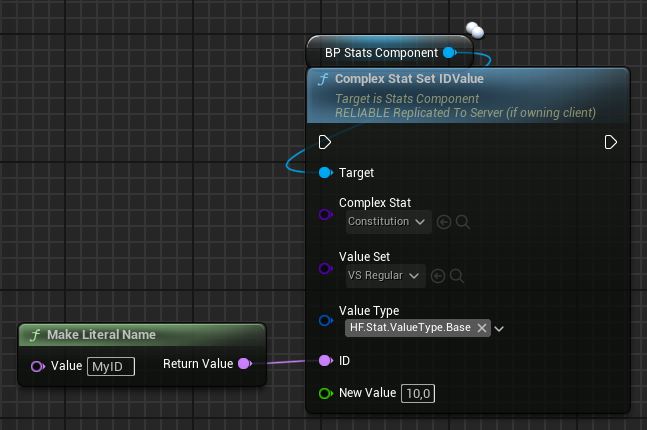 BP Stats Component
f Complex Stat Set IDValue
Target is Stats Component
RELIABLE Replicated To Server (if owning client)
Target
Complex Stat
Constitution
Value Set
VS Regular
Value Type
HF.Stat.ValueType.Base
f Make Literal Name
Value MyID Return Value
ID
New Value 10,0